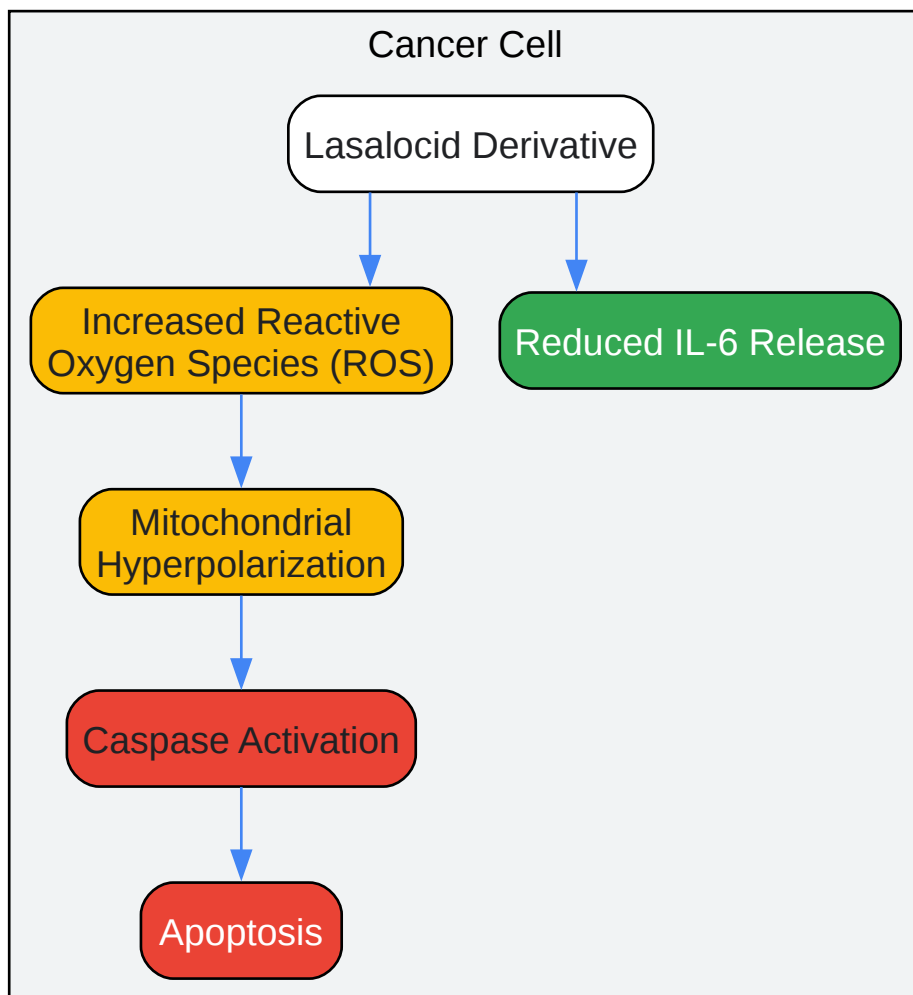 Cancer Cell
Lasalocid Derivative
Increased Reactive
Oxygen Species (ROS)
Reduced IL-6 Release
Mitochondrial
Hyperpolarization
Caspase Activation
Apoptosis